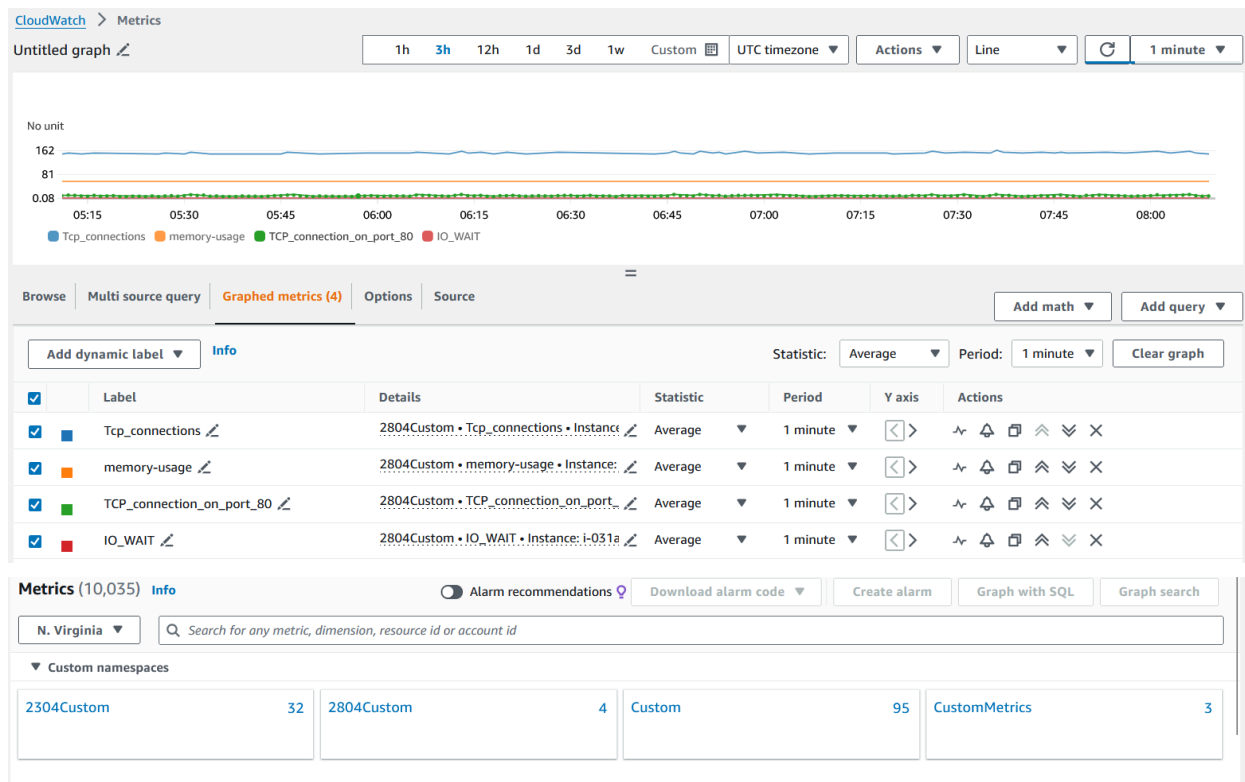 CloudWatch > Metrics
Untitled graph
1h 3h 12h 1d 3d 1w Custom UTC timezone Actions Line 1 minute
No unit
162
81
0.08
05:15 05:30 05:45 06:00 06:15 06:30 06:45 07:00 07:15 07:30 07:45 08:00
Tcp_connections memory-usage TCP_connection_on_port_80 IO_WAIT
Browse Multi source query Graphed metrics (4) Options Source
Add math Add query
Add dynamic label Info Statistic: Average Period: 1 minute Clear graph
Label Details Statistic Period Y axis Actions
Tcp_connections 2804Custom • Tcp_connections • Instance Average 1 minute
memory-usage 2804Custom • memory-usage • Instance: Average 1 minute
TCP_connection_on_port_80 2804Custom • TCP_connection_on_port_ Average 1 minute
IO_WAIT 2804Custom • IO_WAIT • Instance: i-031a Average 1 minute
Metrics (10,035) Info Alarm recommendations Download alarm code Create alarm Graph with SQL Graph search
N. Virginia Search for any metric, dimension, resource id or account id
Custom namespaces
2304Custom 32 2804Custom 4 Custom 95 CustomMetrics 3